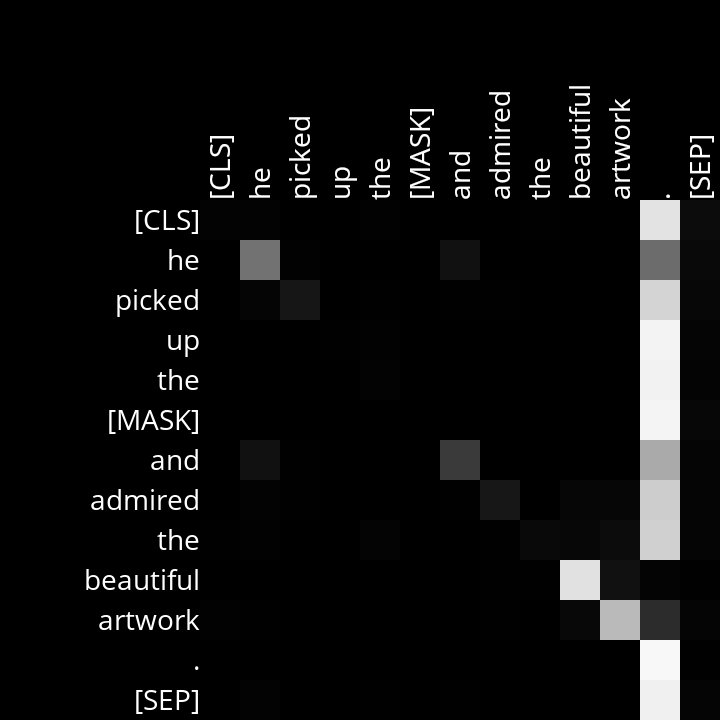 [CLS] he picked up the [MASK] and admired the beautiful artwork . [SEP]
[CLS]
he
picked
up
the
[MASK]
and
admired
the
beautiful
artwork
.
[SEP]